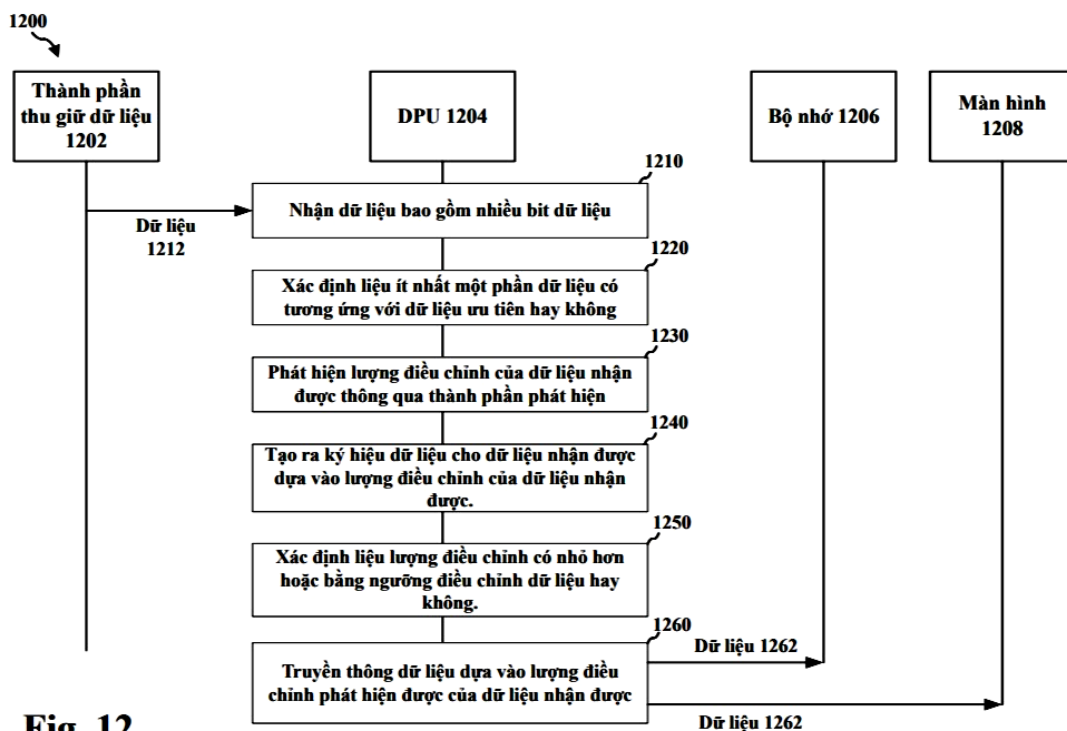 1200
Thành phần
thu giữ dữ liệu
1202
DPU 1204
Bộ nhớ 1206
Màn hình
1208
1210
Nhận dữ liệu bao gồm nhiều bit dữ liệu
Dữ liệu
1212
1220
Xác định liệu ít nhất một phần dữ liệu có
tương ứng với dữ liệu ưu tiên hay không
1230
Phát hiện lượng điều chỉnh của dữ liệu nhận
được thông qua thành phần phát hiện
1240
Tạo ra ký hiệu dữ liệu cho dữ liệu nhận được
dựa vào lượng điều chỉnh của dữ liệu nhận
được.
1250
Xác định liệu lượng điều chỉnh có nhỏ hơn
hoặc bằng ngưỡng điều chỉnh dữ liệu hay
không.
1260
Truyền thông dữ liệu dựa vào lượng điều
chỉnh phát hiện được của dữ liệu nhận được
Dữ liệu 1262
Dữ liệu 1262
Fig. 12